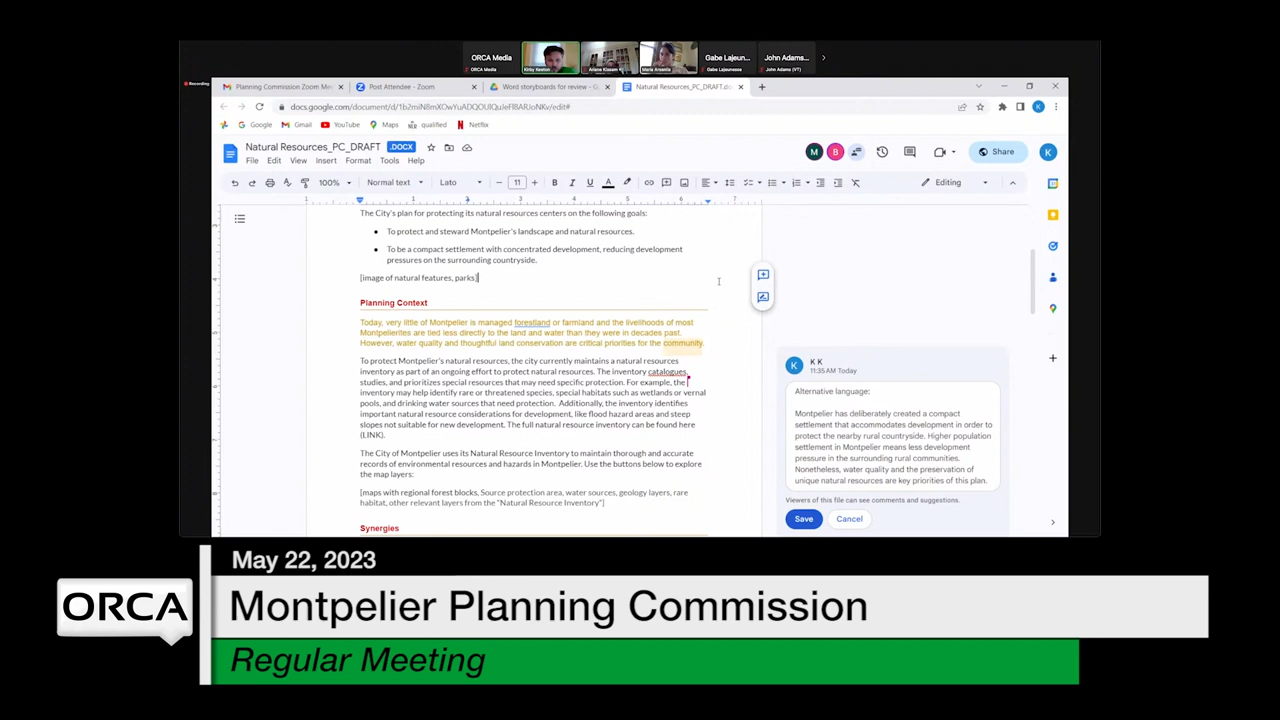 ORCA Media
Gabe Lajeun...
John Adams...
ORCA Media
Kirby Keeton
Maria Arsenlis
Gabe Lajeunesse
John Adams (VT)
Recording
Planning Commission Zoom Me
Post Attendee - Zoom
Word storyboards for review - G
Natural Resources_PC_DRAFT.do
Google
Gmail
YouTube
Maps
qualified
Netflix
Natural Resources_PC_DRAFT
.DOCX
File Edit View Insert Format Tools Help
M
B
Share
K
100%
Normal text
Lato
11
Editing
The City's plan for protecting its natural resources centers on the following goals:
• To protect and steward Montpelier's landscape and natural resources.
• To be a compact settlement with concentrated development, reducing development
pressures on the surrounding countryside.
[image of natural features, parks]
Planning Context
Today, very little of Montpelier is managed forestland or farmland and the livelihoods of most
Montpelierites are tied less directly to the land and water than they were in decades past.
However, water quality and thoughtful land conservation are critical priorities for the community.
To protect Montpelier's natural resources, the city currently maintains a natural resources
inventory as part of an ongoing effort to protect natural resources. The inventory catalogues,
studies, and prioritizes special resources that may need specific protection. For example, the
inventory may help identify rare or threatened species, special habitats such as wetlands or vernal
pools, and drinking water sources that need protection. Additionally, the inventory identifies
important natural resource considerations for development, like flood hazard areas and steep
slopes not suitable for new development. The full natural resource inventory can be found here
(LINK).
The City of Montpelier uses its Natural Resource Inventory to maintain thorough and accurate
records of environmental resources and hazards in Montpelier. Use the buttons below to explore
the map layers:
[maps with regional forest blocks, Source protection area, water sources, geology layers, rare
habitat, other relevant layers from the "Natural Resource Inventory"]
Synergies
K
K K
11:35 AM Today
Alternative language:
Montpelier has deliberately created a compact
settlement that accommodates development in order to
protect the nearby rural countryside. Higher population
settlement in Montpelier means less development
pressure in the surrounding rural communities.
Nonetheless, water quality and the preservation of
unique natural resources are key priorities of this plan.
Viewers of this file can see comments and suggestions.
Save
Cancel
May 22, 2023
ORCA
Montpelier Planning Commission
Regular Meeting